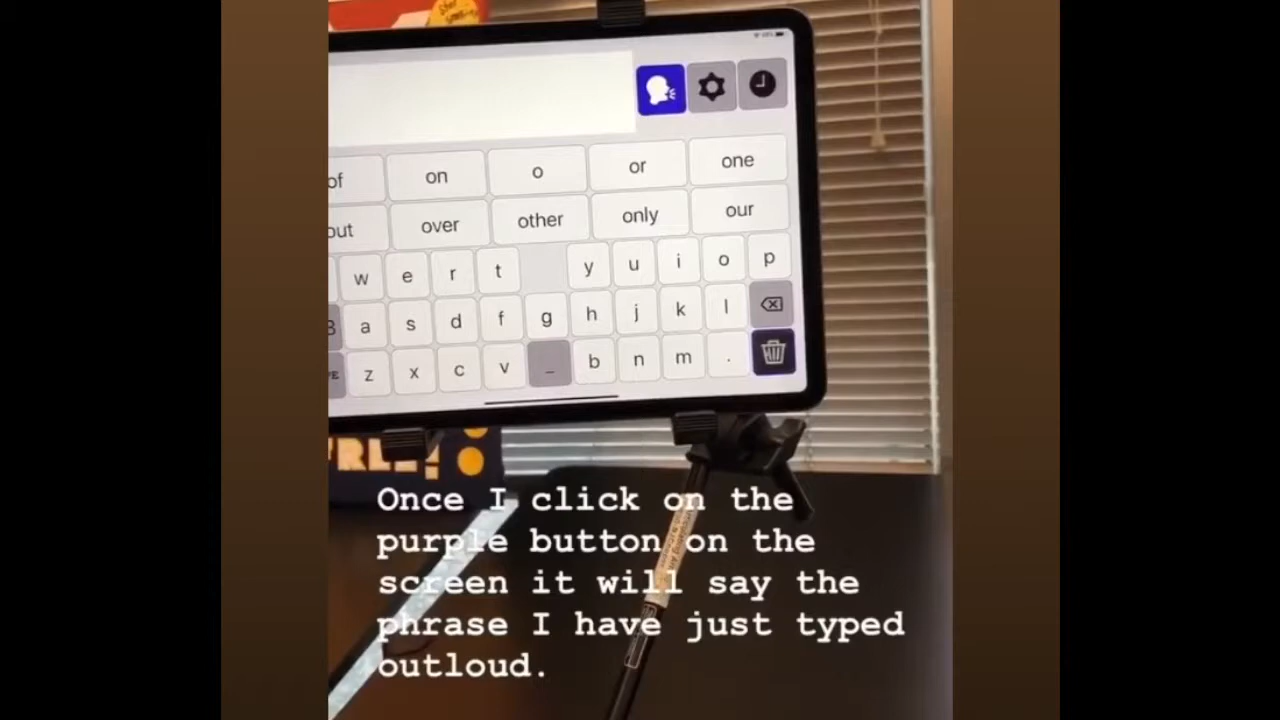 of on o or one
out over other only our
w e r t y u i o p
a s d f g h j k l
z x c v _ b n m .
Once I click on the
purple button on the
screen it will say the
phrase I have just typed
outloud.